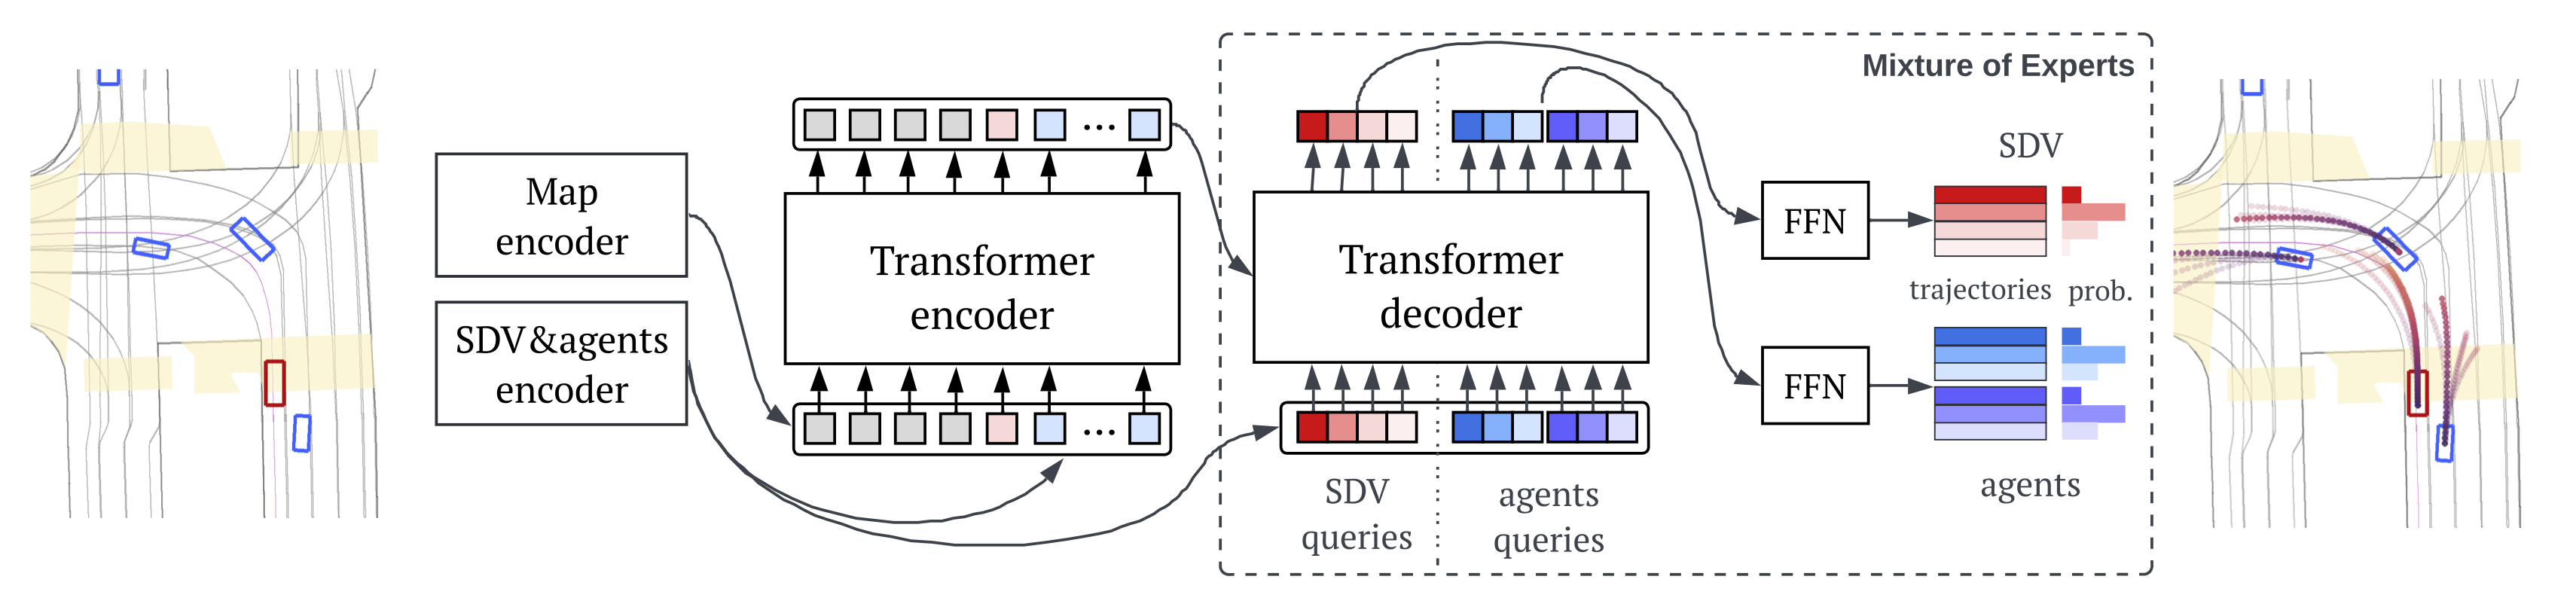 Map
encoder
SDV&agents
encoder
Transformer
encoder
...
...
Mixture of Experts
Transformer
decoder
SDV
queries
agents
queries
FFN
FFN
SDV
trajectories prob.
agents